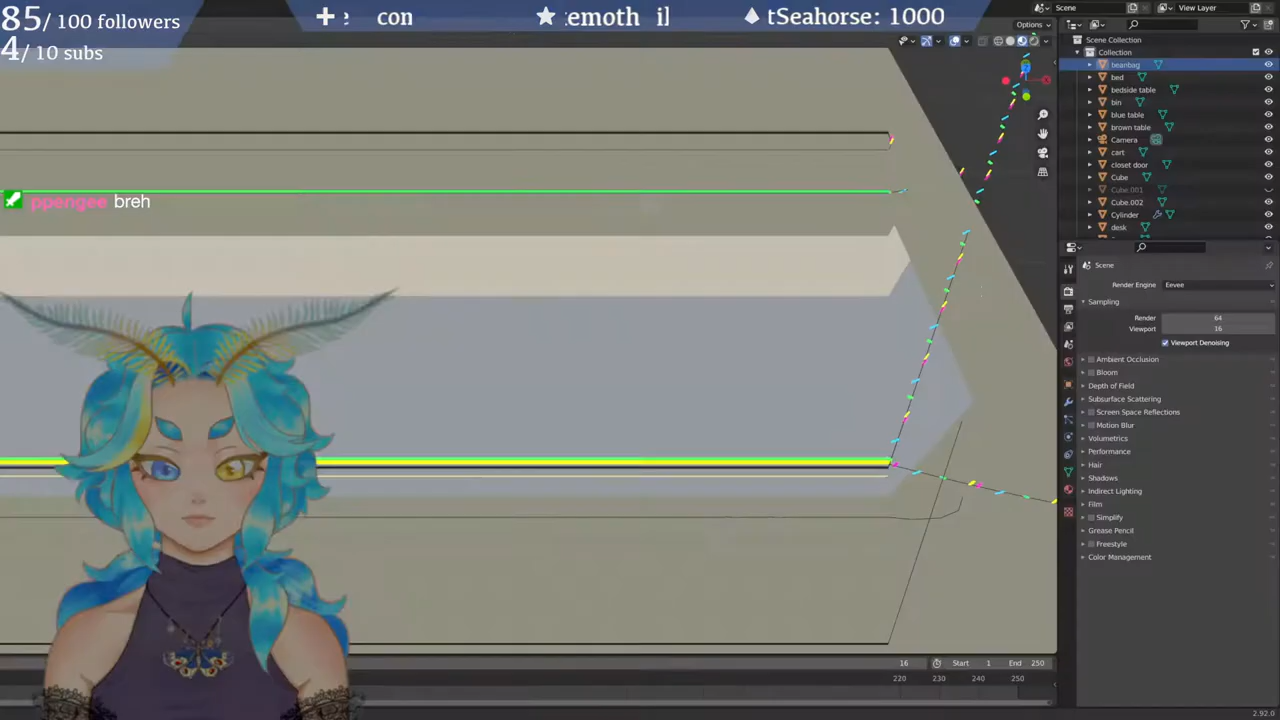 85/ 100 followers
4/ 10 subs
con
:emoth il
tSeahorse: 1000
Scene
View Layer
Options
Scene Collection
Collection
beanbag
bed
bedside table
bin
blue table
brown table
Camera
cart
closet door
Cube
Cube.001
Cube.002
Cylinder
desk
ppengee breh
Scene
Render Engine
Eevee
Sampling
Render
64
Viewport
16
Viewport Denoising
Ambient Occlusion
Bloom
Depth of Field
Subsurface Scattering
Screen Space Reflections
Motion Blur
Volumetrics
Performance
Hair
Shadows
Indirect Lighting
Film
Simplify
Grease Pencil
Freestyle
Color Management
16
Start 1
End 250
220 230 240 250
2.92.0